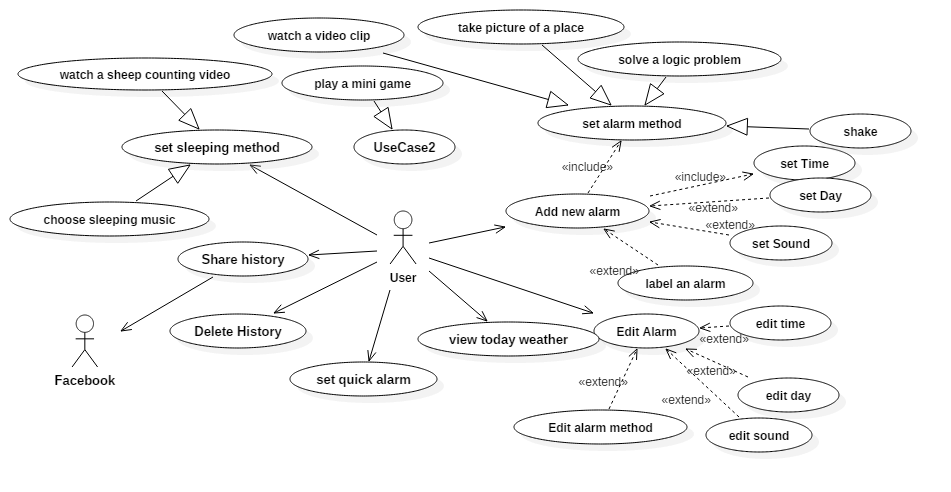 take picture of a place
watch a video clip
solve a logic problem
watch a sheep counting video
play a mini game
set alarm method
shake
set sleeping method
UseCase2
«include»
set Time
«include»
set Day
«extend»
choose sleeping music
Add new alarm
«extend»
set Sound
Share history
User
«extend»
label an alarm
Delete History
view today weather
Edit Alarm
edit time
«extend»
Facebook
set quick alarm
«extend»
«extend»
edit day
«extend»
Edit alarm method
edit sound